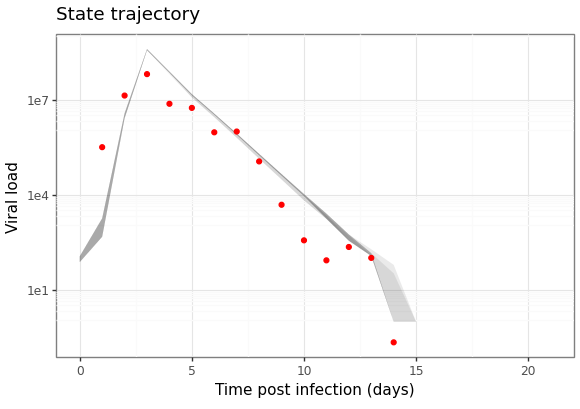 State trajectory
Viral load
1e7
1e4
1e1
0
5
10
15
20
Time post infection (days)